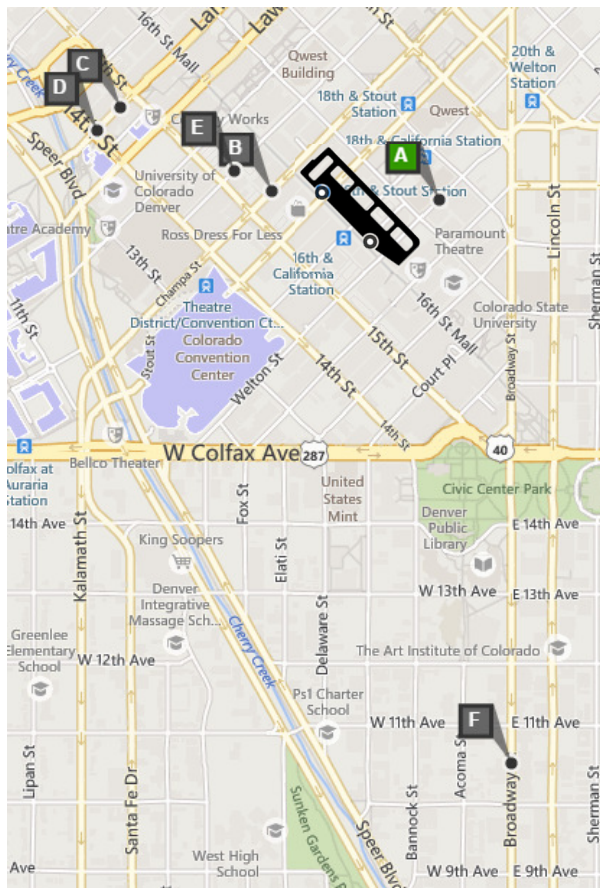 16th St Mall
Qwest
Building
20th &
Welton
Station
18th & Stout
Station
Qwest
18th & California Station
Cherry Creek
C
D
14th St
E
B
A
Speer Blvd
University of
Colorado
Denver
Ross Dress For Less
Paramount
Theatre
Lincoln St
Sherman St
13th St
Champa St
16th &
California
Station
11th St
Theatre
District/Convention Ct...
Colorado
Convention
Center
Stout St
Welton St
14th St
15th St
16th St Mall
Court Pl
Colorado State
University
Broadway St
14th St
W Colfax Ave
287
40
Bellco Theater
olfax at
Auraria
Station
United
States
Mint
Civic Center Park
14th Ave
Fox St
Denver
Public
Library
E 14th Ave
Kalamath St
King Soopers
Elati St
Denver
Integrative
Massage Sch...
Delaware St
W 13th Ave
E 13th Ave
Greenlee
Elementary
School
W 12th Ave
Cherry Creek
The Art Institute of Colorado
Ps1 Charter
School
W 11th Ave
F
E 11th Ave
Lipan St
Santa Fe Dr
Acoma St
Bannock St
Broadway
Sherman St
Sunken Gardens P
Speer Blv
West High
School
Ave
W 9th Ave
E 9th Ave